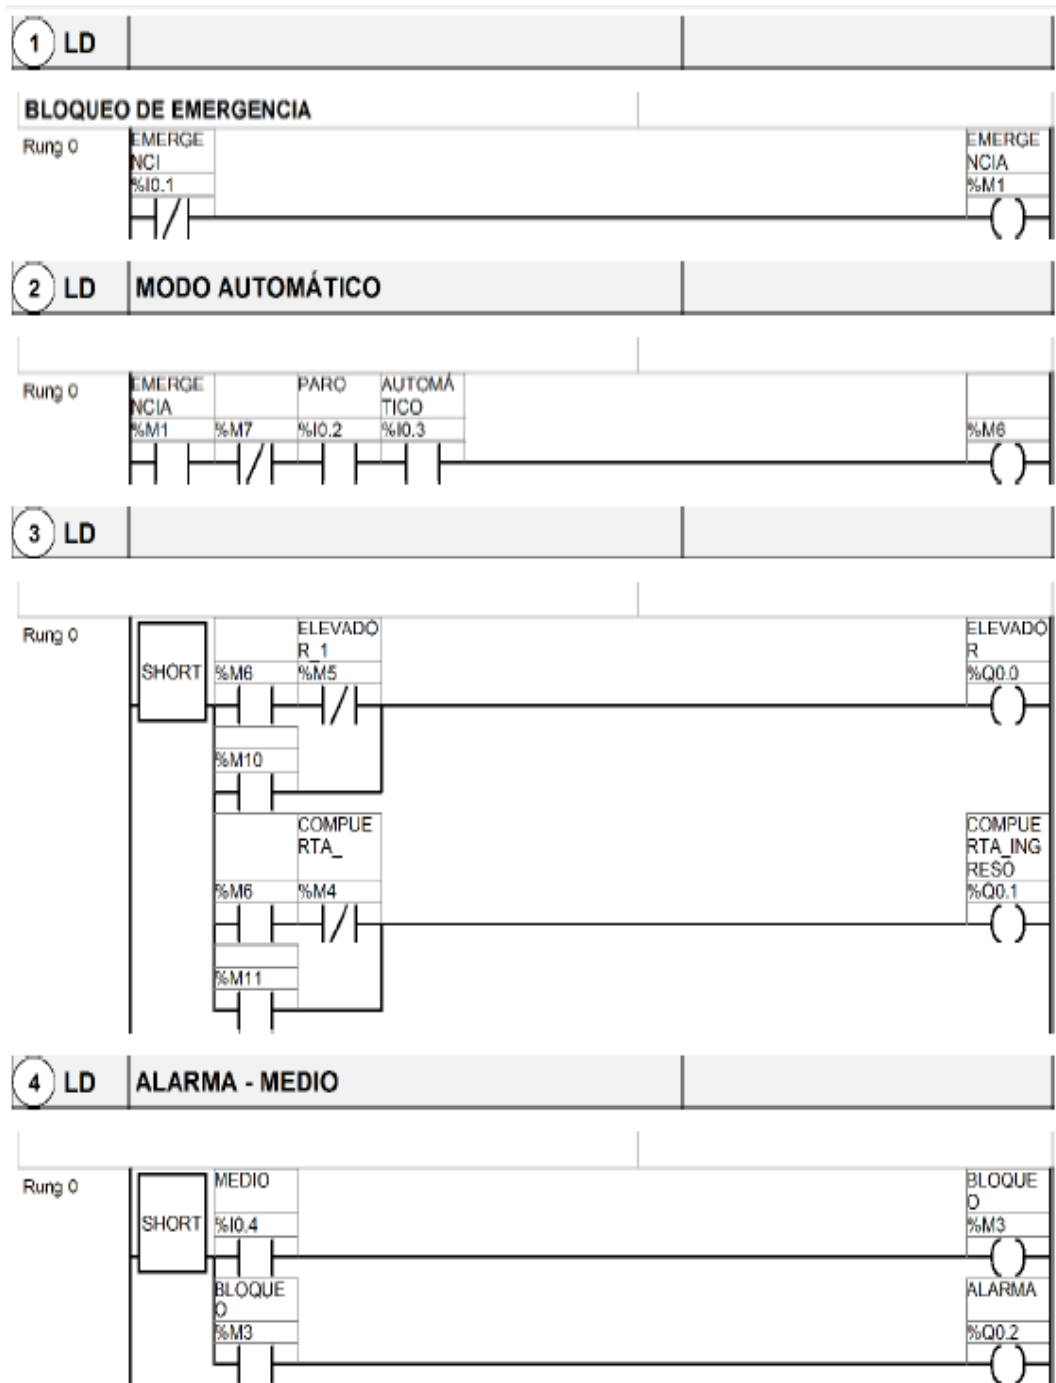 1 LD
BLOQUEO DE EMERGENCIA
Rung 0
EMERGE
NCI
%I0.1
EMERGE
NCIA
%M1
2 LD MODO AUTOMÁTICO
Rung 0
EMERGE
NCIA
%M1
%M7
PARO
%I0.2
AUTOMÁ
TICO
%I0.3
%M6
3 LD
Rung 0
SHORT
%M6
ELEVADO
R_1
%M5
ELEVADO
R
%Q0.0
%M10
%M6
COMPUE
RTA_
%M4
COMPUE
RTA_ING
RESO
%Q0.1
%M11
4 LD ALARMA - MEDIO
Rung 0
SHORT
MEDIO
%I0.4
BLOQUE
O
%M3
BLOQUE
O
%M3
ALARMA
%Q0.2